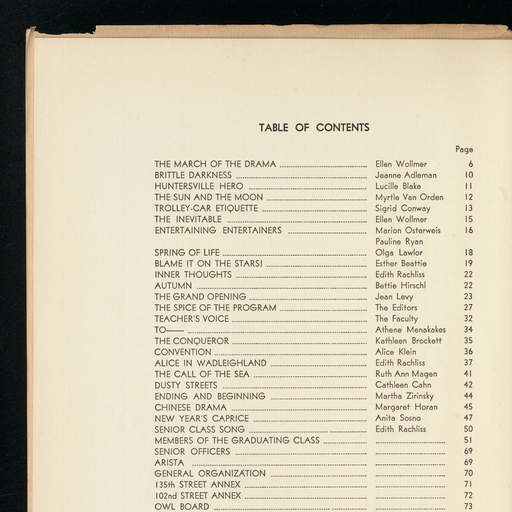 TABLE OF CONTENTS
Page
THE MARCH OF THE DRAMA Ellen Wollmer 6
BRITTLE DARKNESS Jeanne Adleman 10
HUNTERSVILLE HERO Lucille Blake 11
THE SUN AND THE MOON Myrtle Van Orden 12
TROLLEY-CAR ETIQUETTE Sigrid Conway 13
THE INEVITABLE Ellen Wollmer 15
ENTERTAINING ENTERTAINERS Marion Osterweis 16
Pauline Ryan
SPRING OF LIFE Olga Lawlor 18
BLAME IT ON THE STARS! Esther Beattie 19
INNER THOUGHTS Edith Rachliss 22
AUTUMN Bettie Hirschl 22
THE GRAND OPENING Jean Levy 23
THE SPICE OF THE PROGRAM The Editors 27
TEACHER'S VOICE The Faculty 32
TO—— Athene Menakakes 34
THE CONQUEROR Kathleen Brockett 35
CONVENTION Alice Klein 36
ALICE IN WADLEIGHLAND Edith Rachliss 37
THE CALL OF THE SEA Ruth Ann Magen 41
DUSTY STREETS Cathleen Cahn 42
ENDING AND BEGINNING Martha Zirinsky 44
CHINESE DRAMA Margaret Horan 45
NEW YEAR'S CAPRICE Anita Sosno 47
SENIOR CLASS SONG Edith Rachliss 50
MEMBERS OF THE GRADUATING CLASS 51
SENIOR OFFICERS 69
ARISTA 69
GENERAL ORGANIZATION 70
135th STREET ANNEX 71
102nd STREET ANNEX 72
OWL BOARD 73